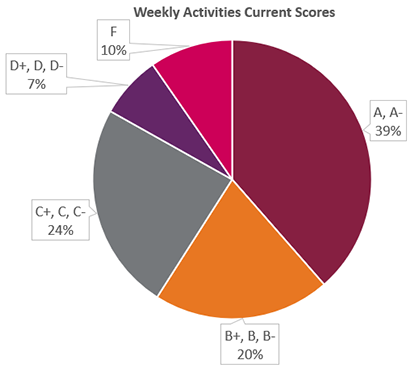 Weekly Activities Current Scores
F
10%
D+, D, D-
7%
A, A-
39%
C+, C, C-
24%
B+, B, B-
20%